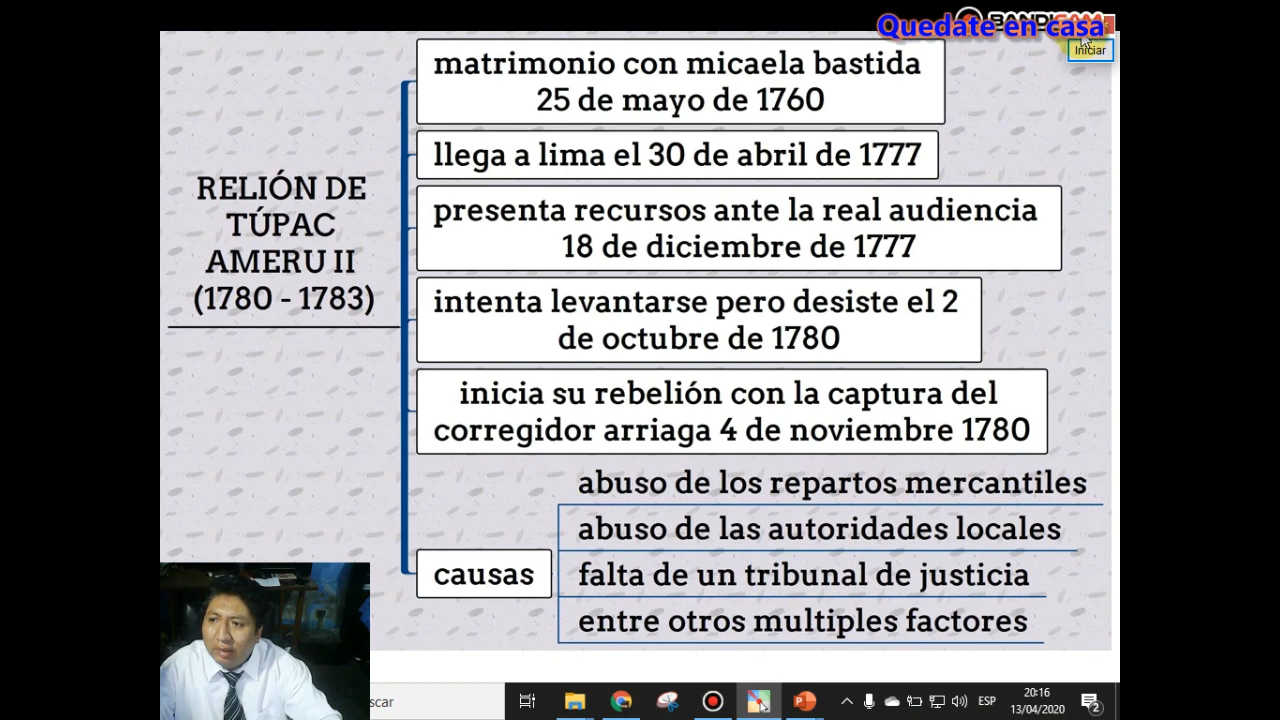 BANDICAM
Quedate en casa
Iniciar
matrimonio con micaela bastida
25 de mayo de 1760
llega a lima el 30 de abril de 1777
RELIÓN DE
TÚPAC
AMERU II
(1780 - 1783)
presenta recursos ante la real audiencia
18 de diciembre de 1777
intenta levantarse pero desiste el 2
de octubre de 1780
inicia su rebelión con la captura del
corregidor arriaga 4 de noviembre 1780
causas
abuso de los repartos mercantiles
abuso de las autoridades locales
falta de un tribunal de justicia
entre otros multiples factores
scar
ESP
20:16
13/04/2020
2